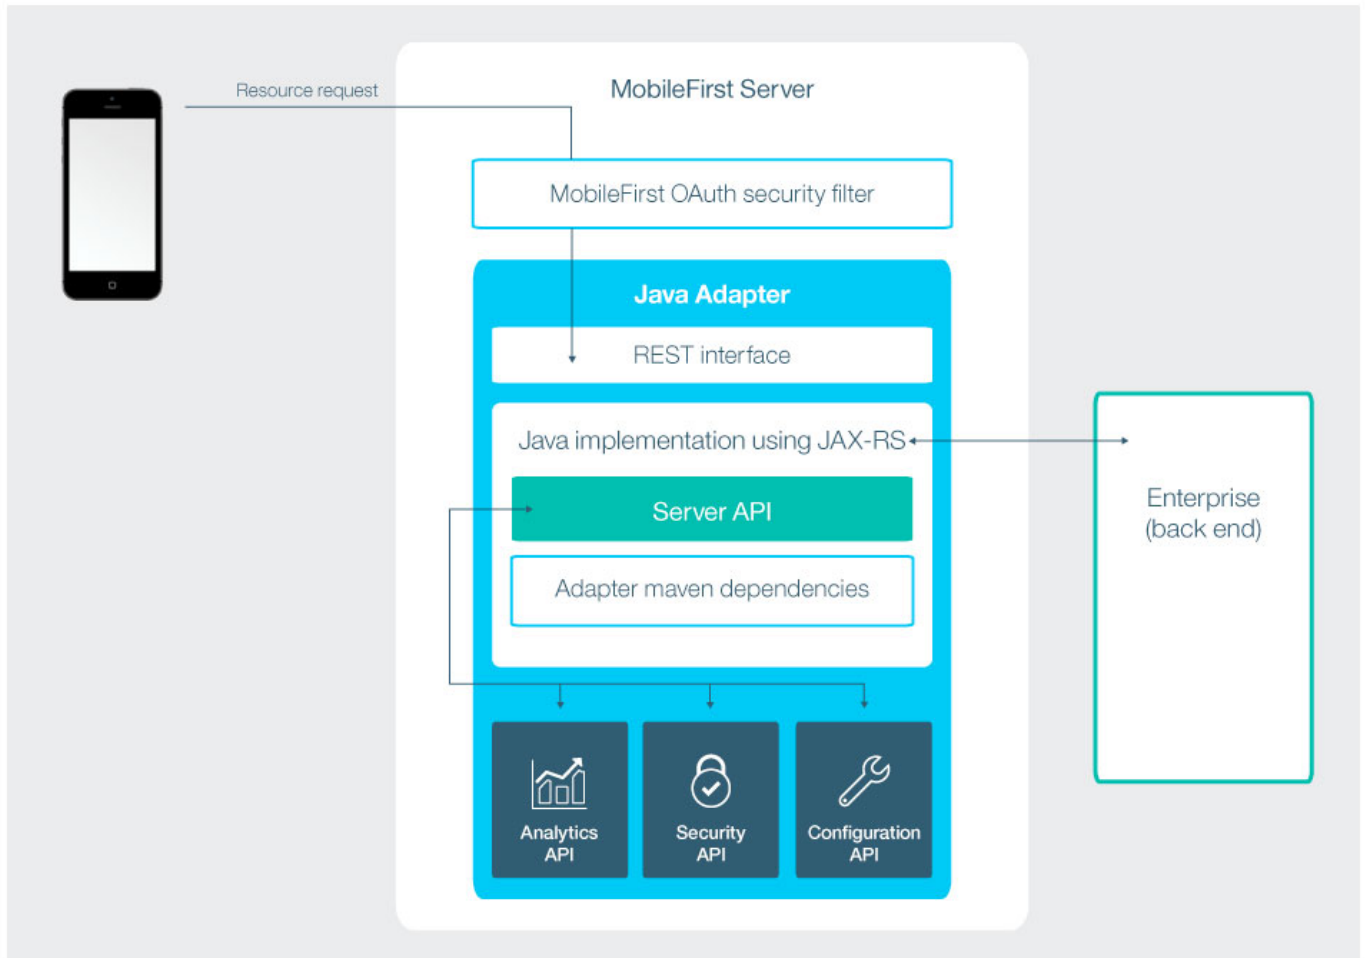 Resource request
MobileFirst Server
MobileFirst OAuth security filter
Java Adapter
REST interface
Java implementation using JAX-RS
Server API
Adapter maven dependencies
Enterprise
(back end)
Analytics
API
Security
API
Configuration
API